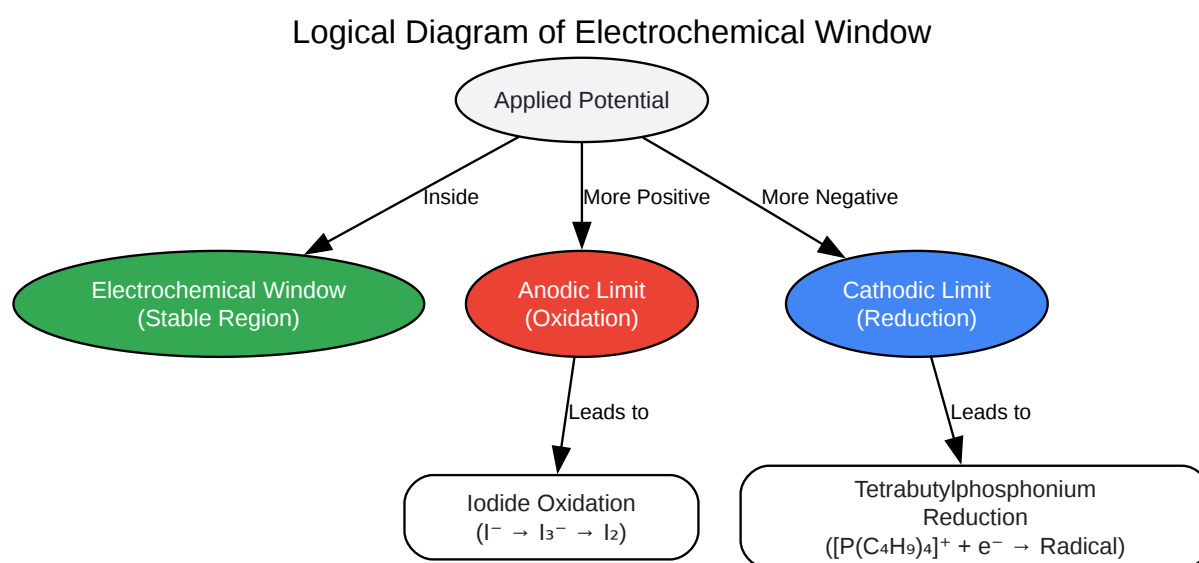 Logical Diagram of Electrochemical Window
Applied Potential
Inside
More Positive
More Negative
Electrochemical Window
(Stable Region)
Anodic Limit
(Oxidation)
Cathodic Limit
(Reduction)
Leads to
Leads to
Iodide Oxidation
(I⁻ → I₃⁻ → I₂)
Tetrabutylphosphonium
Reduction
([P(C₄H₉)₄]⁺ + e⁻ → Radical)